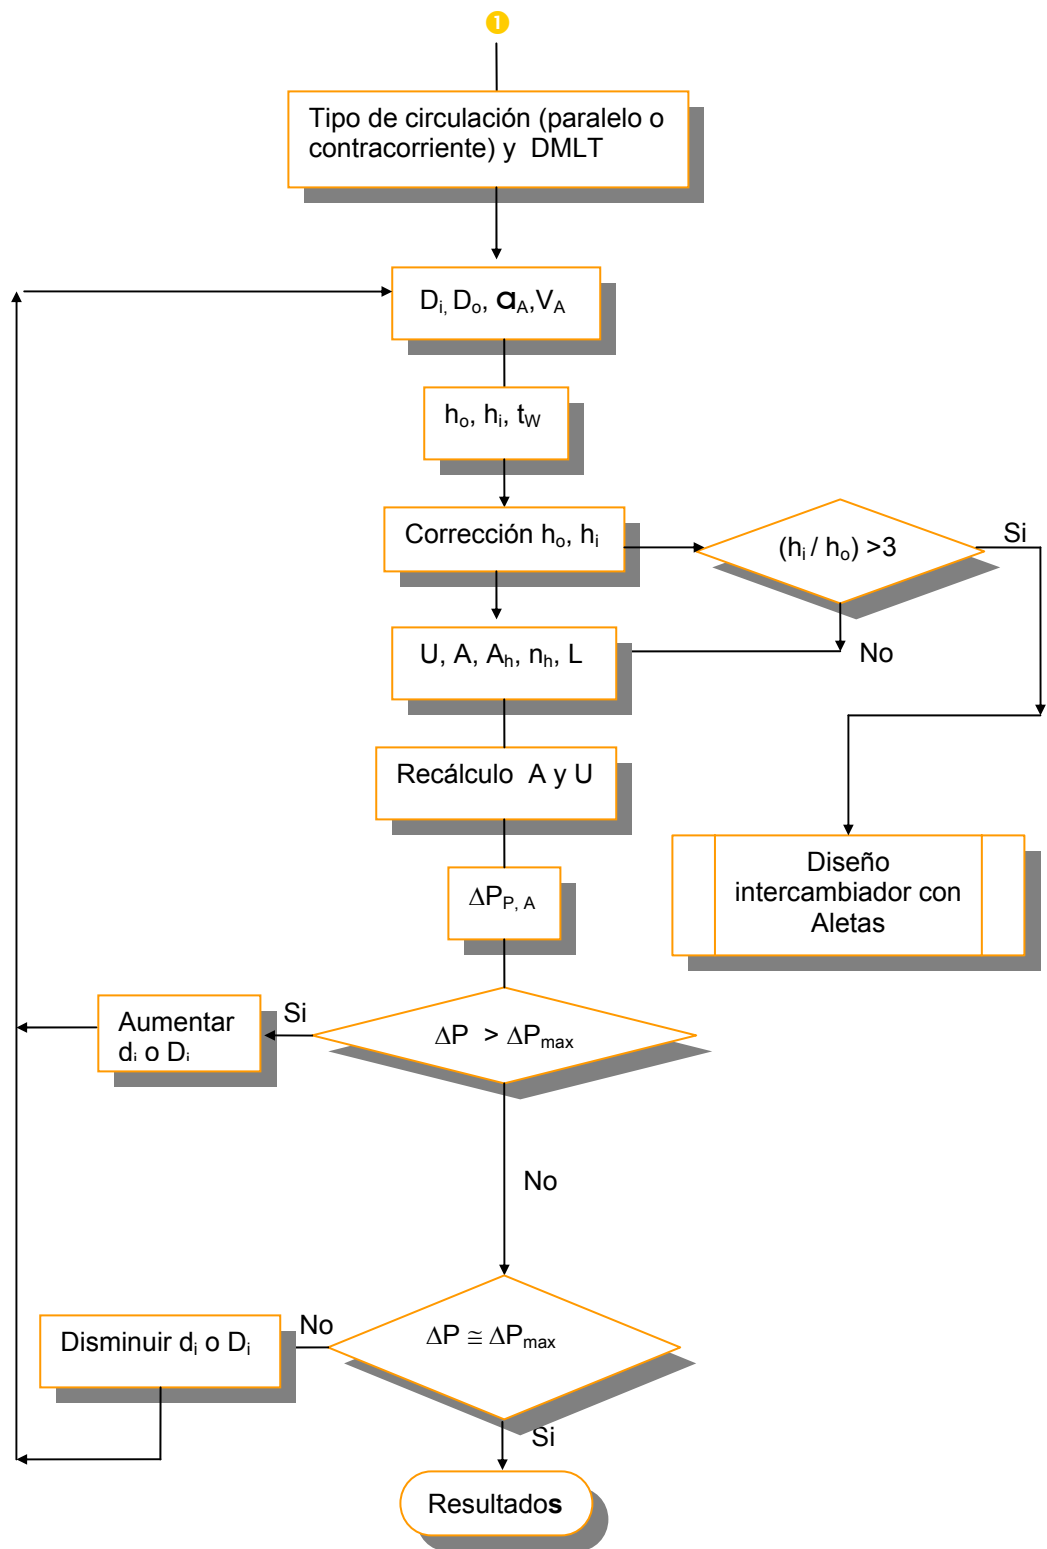 1
Tipo de circulación (paralelo o
contracorriente) y DMLT
Di, Do, aA,VA
ho, hi, tW
Corrección ho, hi
(hi / ho) >3
Si
No
U, A, Ah, nh, L
Recálculo A y U
ΔPP, A
Diseño
intercambiador con
Aletas
Aumentar
di o Di
Si
ΔP > ΔPmax
No
Disminuir di o Di
No
ΔP ≅ ΔPmax
Si
Resultados